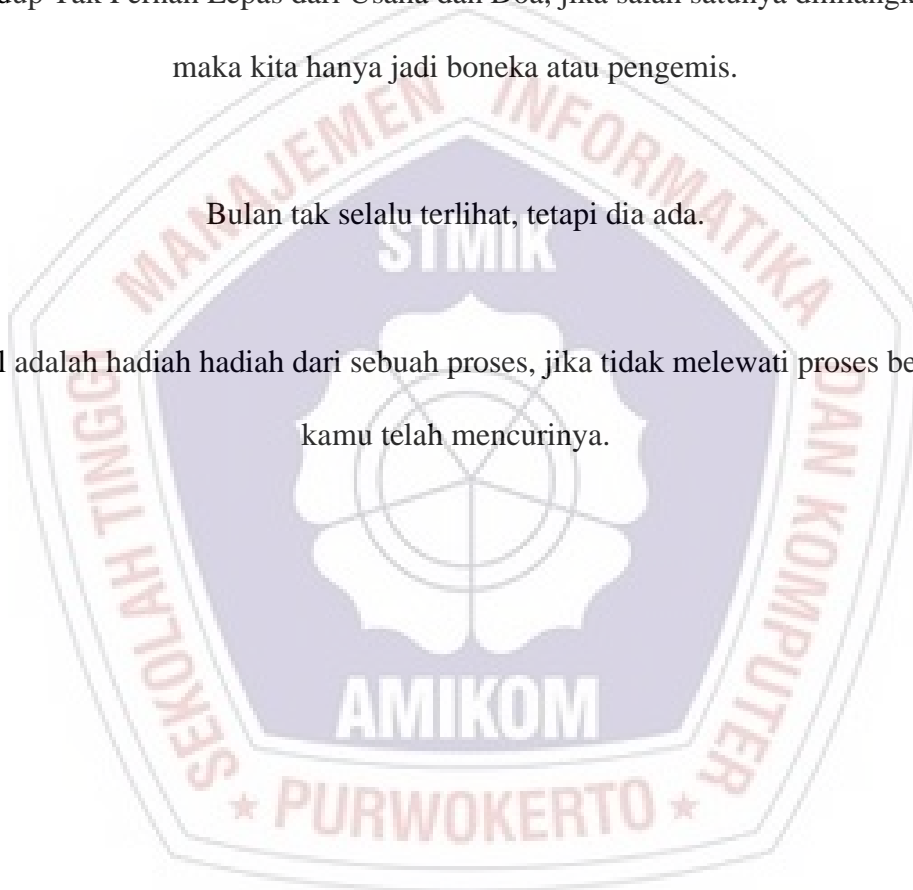 Tak Pernah Lepas dari Usaha dan Doa, jika salah satunya
maka kita hanya jadi boneka atau pengemis.
Bulan tak selalu terlihat, tetapi dia ada.
adalah hadiah hadiah dari sebuah proses, jika tidak melewati proses
kamu telah mencurinya.
SEKOLAH TINGGI MANAJEMEN INFORMATIKA DAN KOMPUTER
STMIK
AMIKOM
* PURWOKERTO *